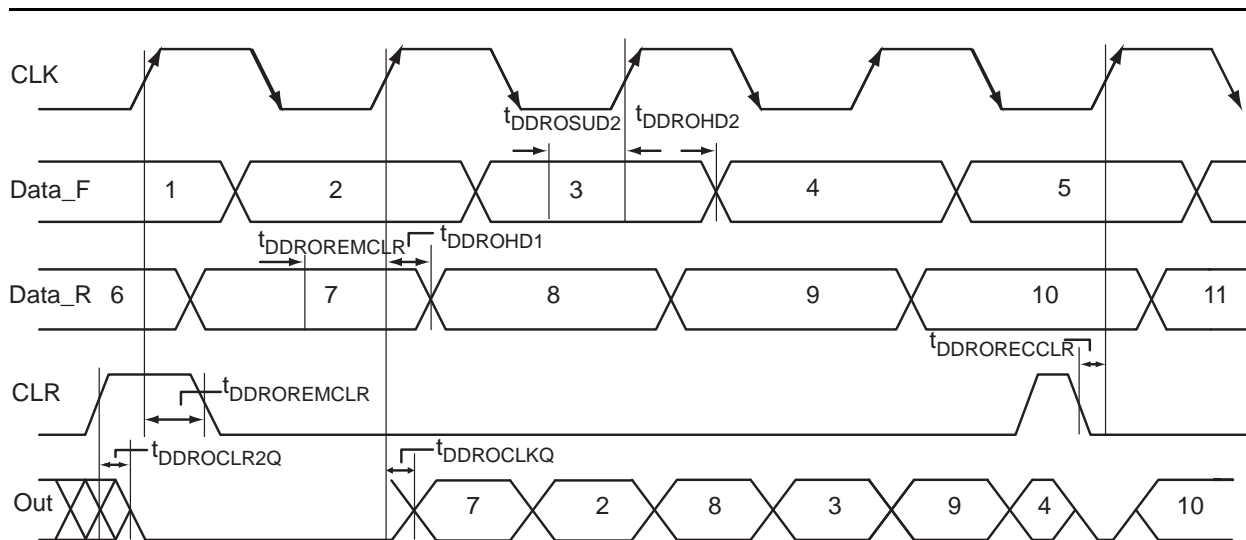 CLK
tDDROSUD2 tDDROHD2
Data_F 1 2 3 4 5
tDDROREMCLR tDDROHD1
Data_R 6 7 8 9 10 11
tDDRORECCLR
CLR
tDDROREMCLR
tDDROCLR2Q tDDROCLKQ
Out 7 2 8 3 9 4 10